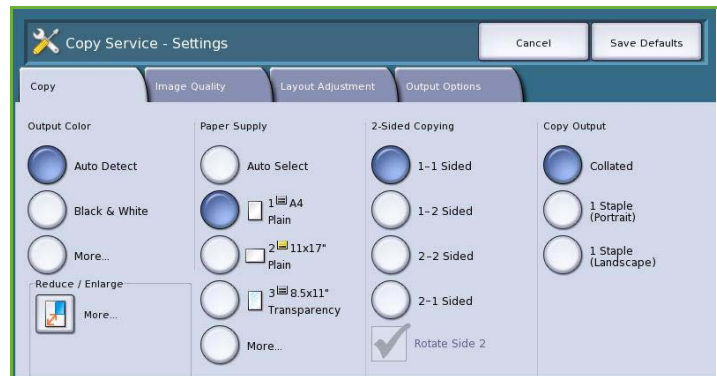 Copy Service - Settings
Cancel
Save Defaults
Copy
Image Quality
Layout Adjustment
Output Options
Output Color
Auto Detect
Black & White
More...
Reduce / Enlarge
More...
Paper Supply
Auto Select
1 A4
Plain
2 11x17"
Plain
3 8.5x11"
Transparency
More...
2-Sided Copying
1-1 Sided
1-2 Sided
2-2 Sided
2-1 Sided
Rotate Side 2
Copy Output
Collated
1 Staple
(Portrait)
1 Staple
(Landscape)